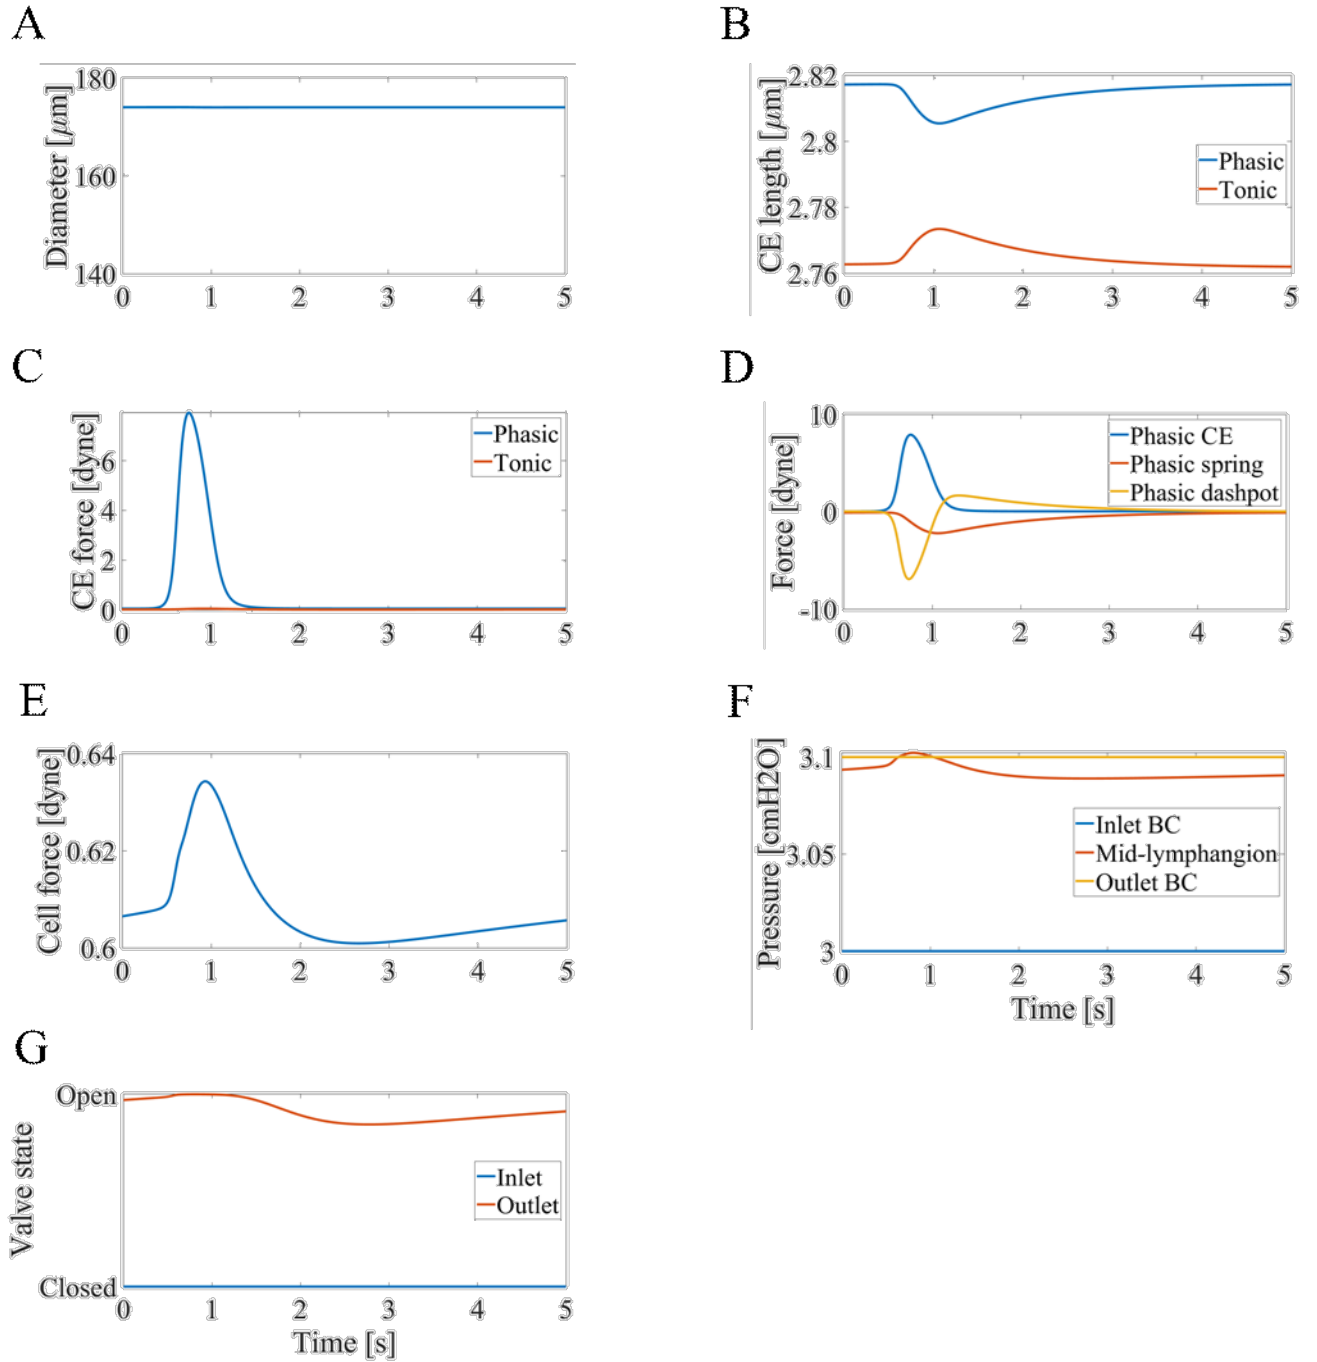 A
Diameter [μm]
180
160
140
0 1 2 3 4 5
B
CE length [μm]
2.82
2.8
2.78
2.76
Phasic
Tonic
0 1 2 3 4 5
C
CE force [dyne]
6
4
2
0
Phasic
Tonic
0 1 2 3 4 5
D
Force [dyne]
10
0
-10
Phasic CE
Phasic spring
Phasic dashpot
0 1 2 3 4 5
E
Cell force [dyne]
0.64
0.62
0.6
0 1 2 3 4 5
F
Pressure [cmH2O]
3.1
3.05
3
Inlet BC
Mid-lymphangion
Outlet BC
0 1 2 3 4 5
Time [s]
G
Valve state
Open
Closed
Inlet
Outlet
0 1 2 3 4 5
Time [s]